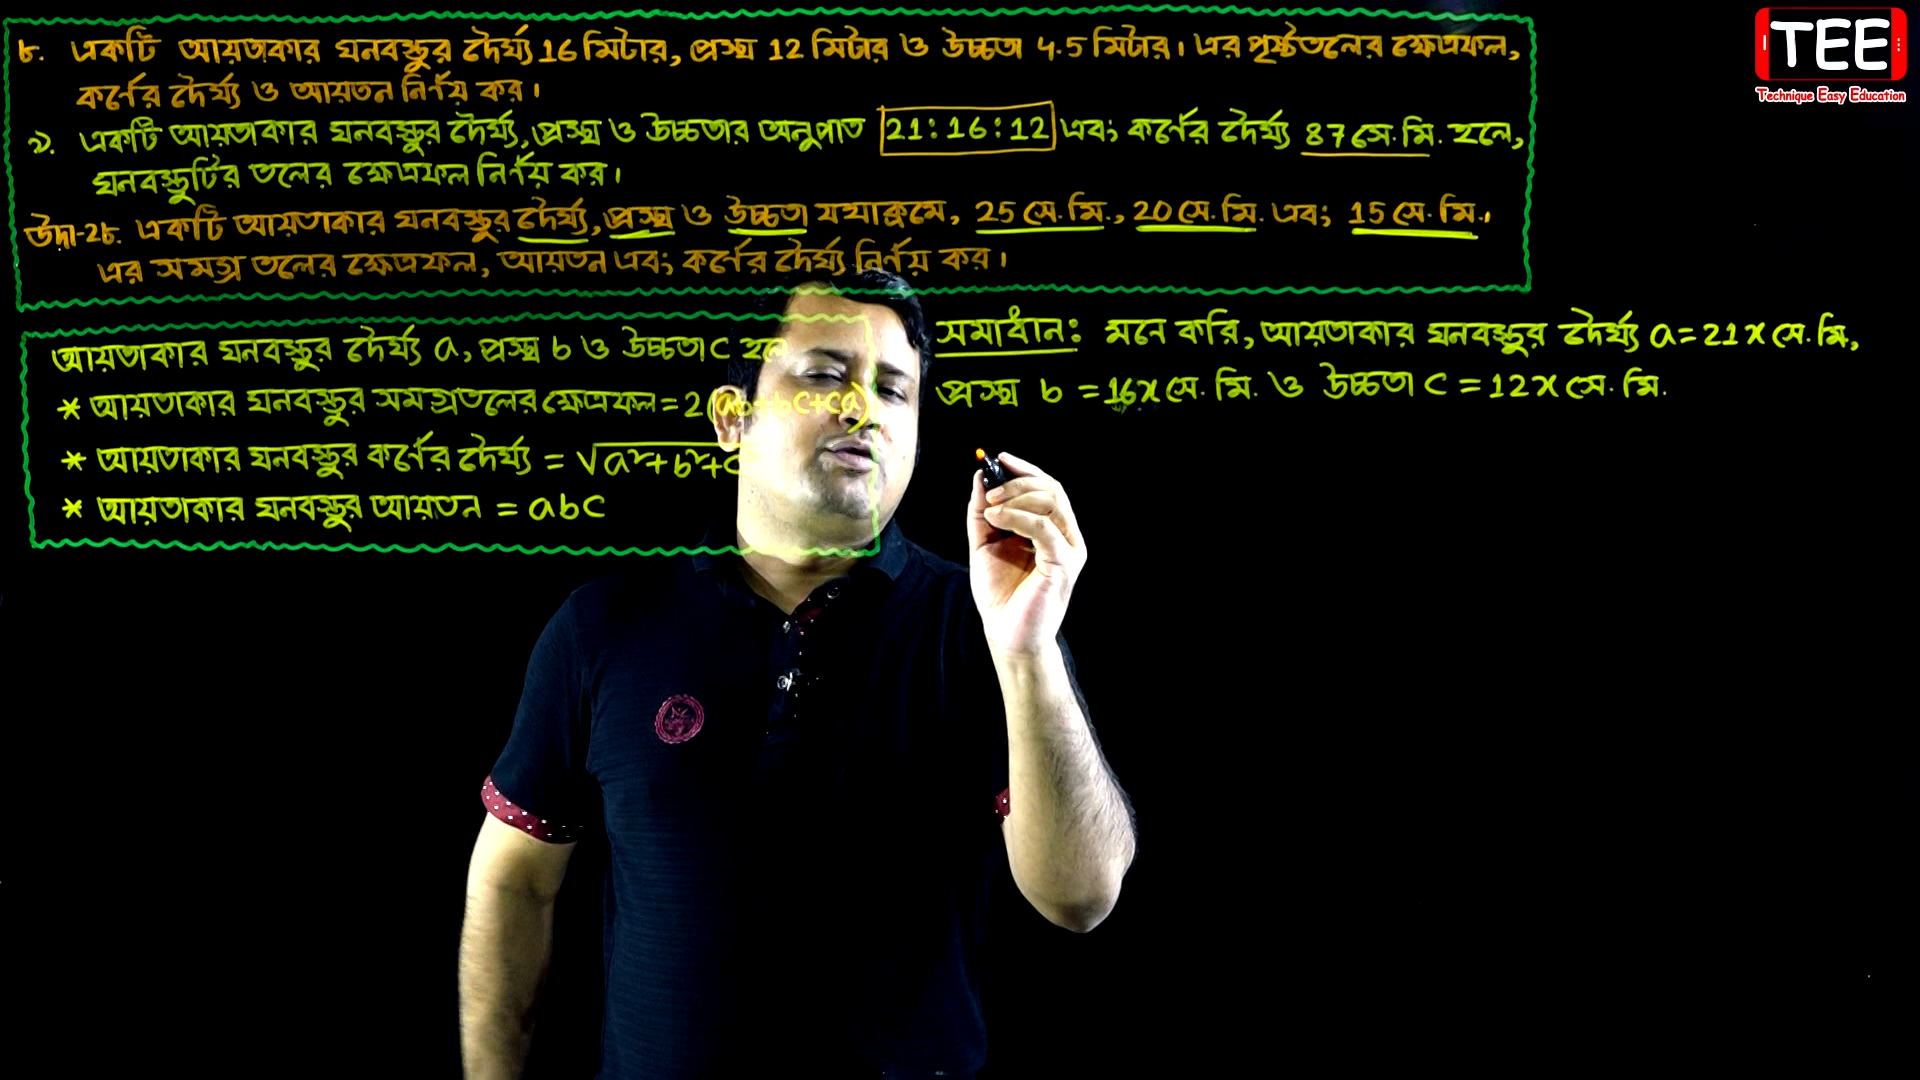 ৮. একটি আয়তাকার ঘনবস্তুর দৈর্ঘ্য 16 মিটার, প্রস্থ 12 মিটার ও উচ্চতা 4.5 মিটার। এর পৃষ্ঠতলের ক্ষেত্রফল,
কর্ণের দৈর্ঘ্য ও আয়তন নির্ণয় কর।
৯. একটি আয়তাকার ঘনবস্তুর দৈর্ঘ্য, প্রস্থ ও উচ্চতার অনুপাত 21:16:12 এবং কর্ণের দৈর্ঘ্য 87 সে. মি. হলে,
ঘনবস্তুটির তলের ক্ষেত্রফল নির্ণয় কর।
উদা-২৮. একটি আয়তাকার ঘনবস্তুর দৈর্ঘ্য, প্রস্থ ও উচ্চতা যথাক্রমে, 25 সে. মি., 20 সে. মি. এবং 15 সে. মি.।
এর সমগ্র তলের ক্ষেত্রফল, আয়তন এবং কর্ণের দৈর্ঘ্য নির্ণয় কর।
আয়তাকার ঘনবস্তুর দৈর্ঘ্য a, প্রস্থ b ও উচ্চতা c হলে
* আয়তাকার ঘনবস্তুর সমগ্রতলের ক্ষেত্রফল = 2(ab+bc+ca)
* আয়তাকার ঘনবস্তুর কর্ণের দৈর্ঘ্য = √a²+b²+c
* আয়তাকার ঘনবস্তুর আয়তন = abc
সমাধান: মনে করি, আয়তাকার ঘনবস্তুর দৈর্ঘ্য a = 21x সে. মি,
প্রস্থ b = 16x সে. মি. ও উচ্চতা c = 12x সে. মি.
TEE
Technique Easy Education